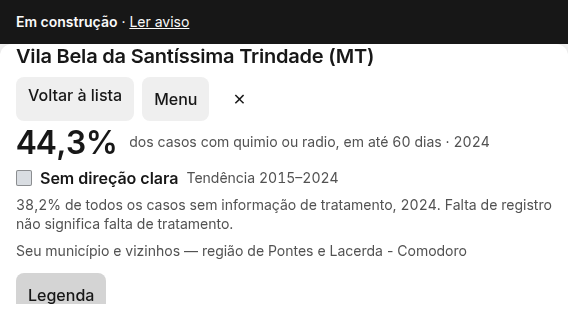 Em construção · Ler aviso
Vila Bela da Santíssima Trindade (MT)
Voltar à lista
Menu
×
44,3% dos casos com quimio ou radio, em até 60 dias · 2024
Sem direção clara Tendência 2015–2024
38,2% de todos os casos sem informação de tratamento, 2024. Falta de registro
não significa falta de tratamento.
Seu município e vizinhos — região de Pontes e Lacerda - Comodoro
Legenda